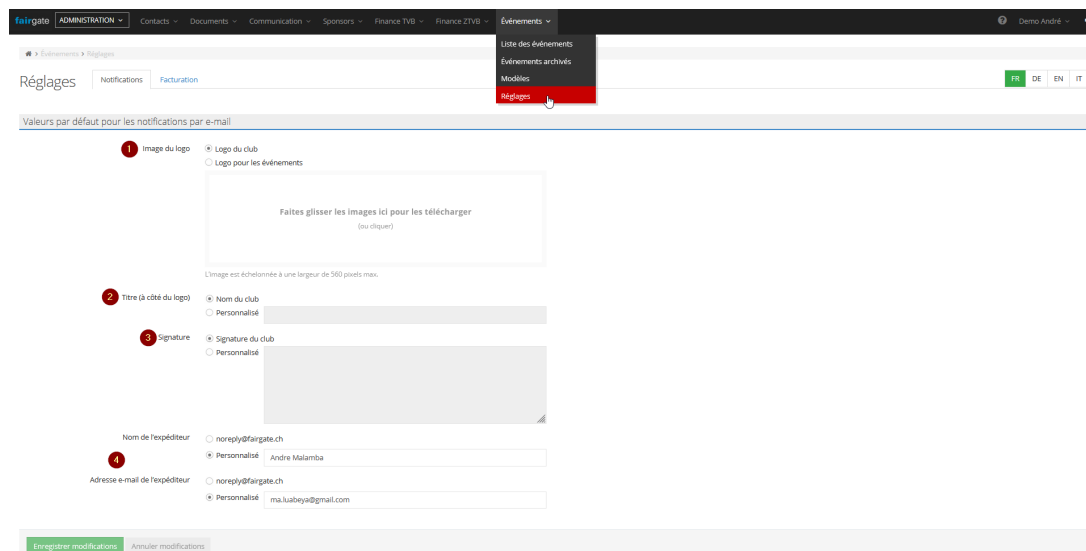 fairgate ADMINISTRATION Contacts Documents Communication Sponsors Finance TVB Finance ZTVB Événements Demo André
Liste des événements
Événements archivés
Modèles
Réglages
Événements Réglages
Réglages Notifications Facturation FR DE EN IT
Valeurs par défaut pour les notifications par e-mail
1 Image du logo Logo du club
Logo pour les événements
Faites glisser les images ici pour les télécharger
(ou cliquer)
L'image est échelonnée à une largeur de 560 pixels max.
2 Titre (à côté du logo) Nom du club
Personnalisé
3 Signature Signature du club
Personnalisé
Nom de l'expéditeur noreply@fairgate.ch
Personnalisé Andre Malamba
4
Adresse e-mail de l'expéditeur noreply@fairgate.ch
Personnalisé ma.luabeya@gmail.com
Enregistrer modifications Annuler modifications